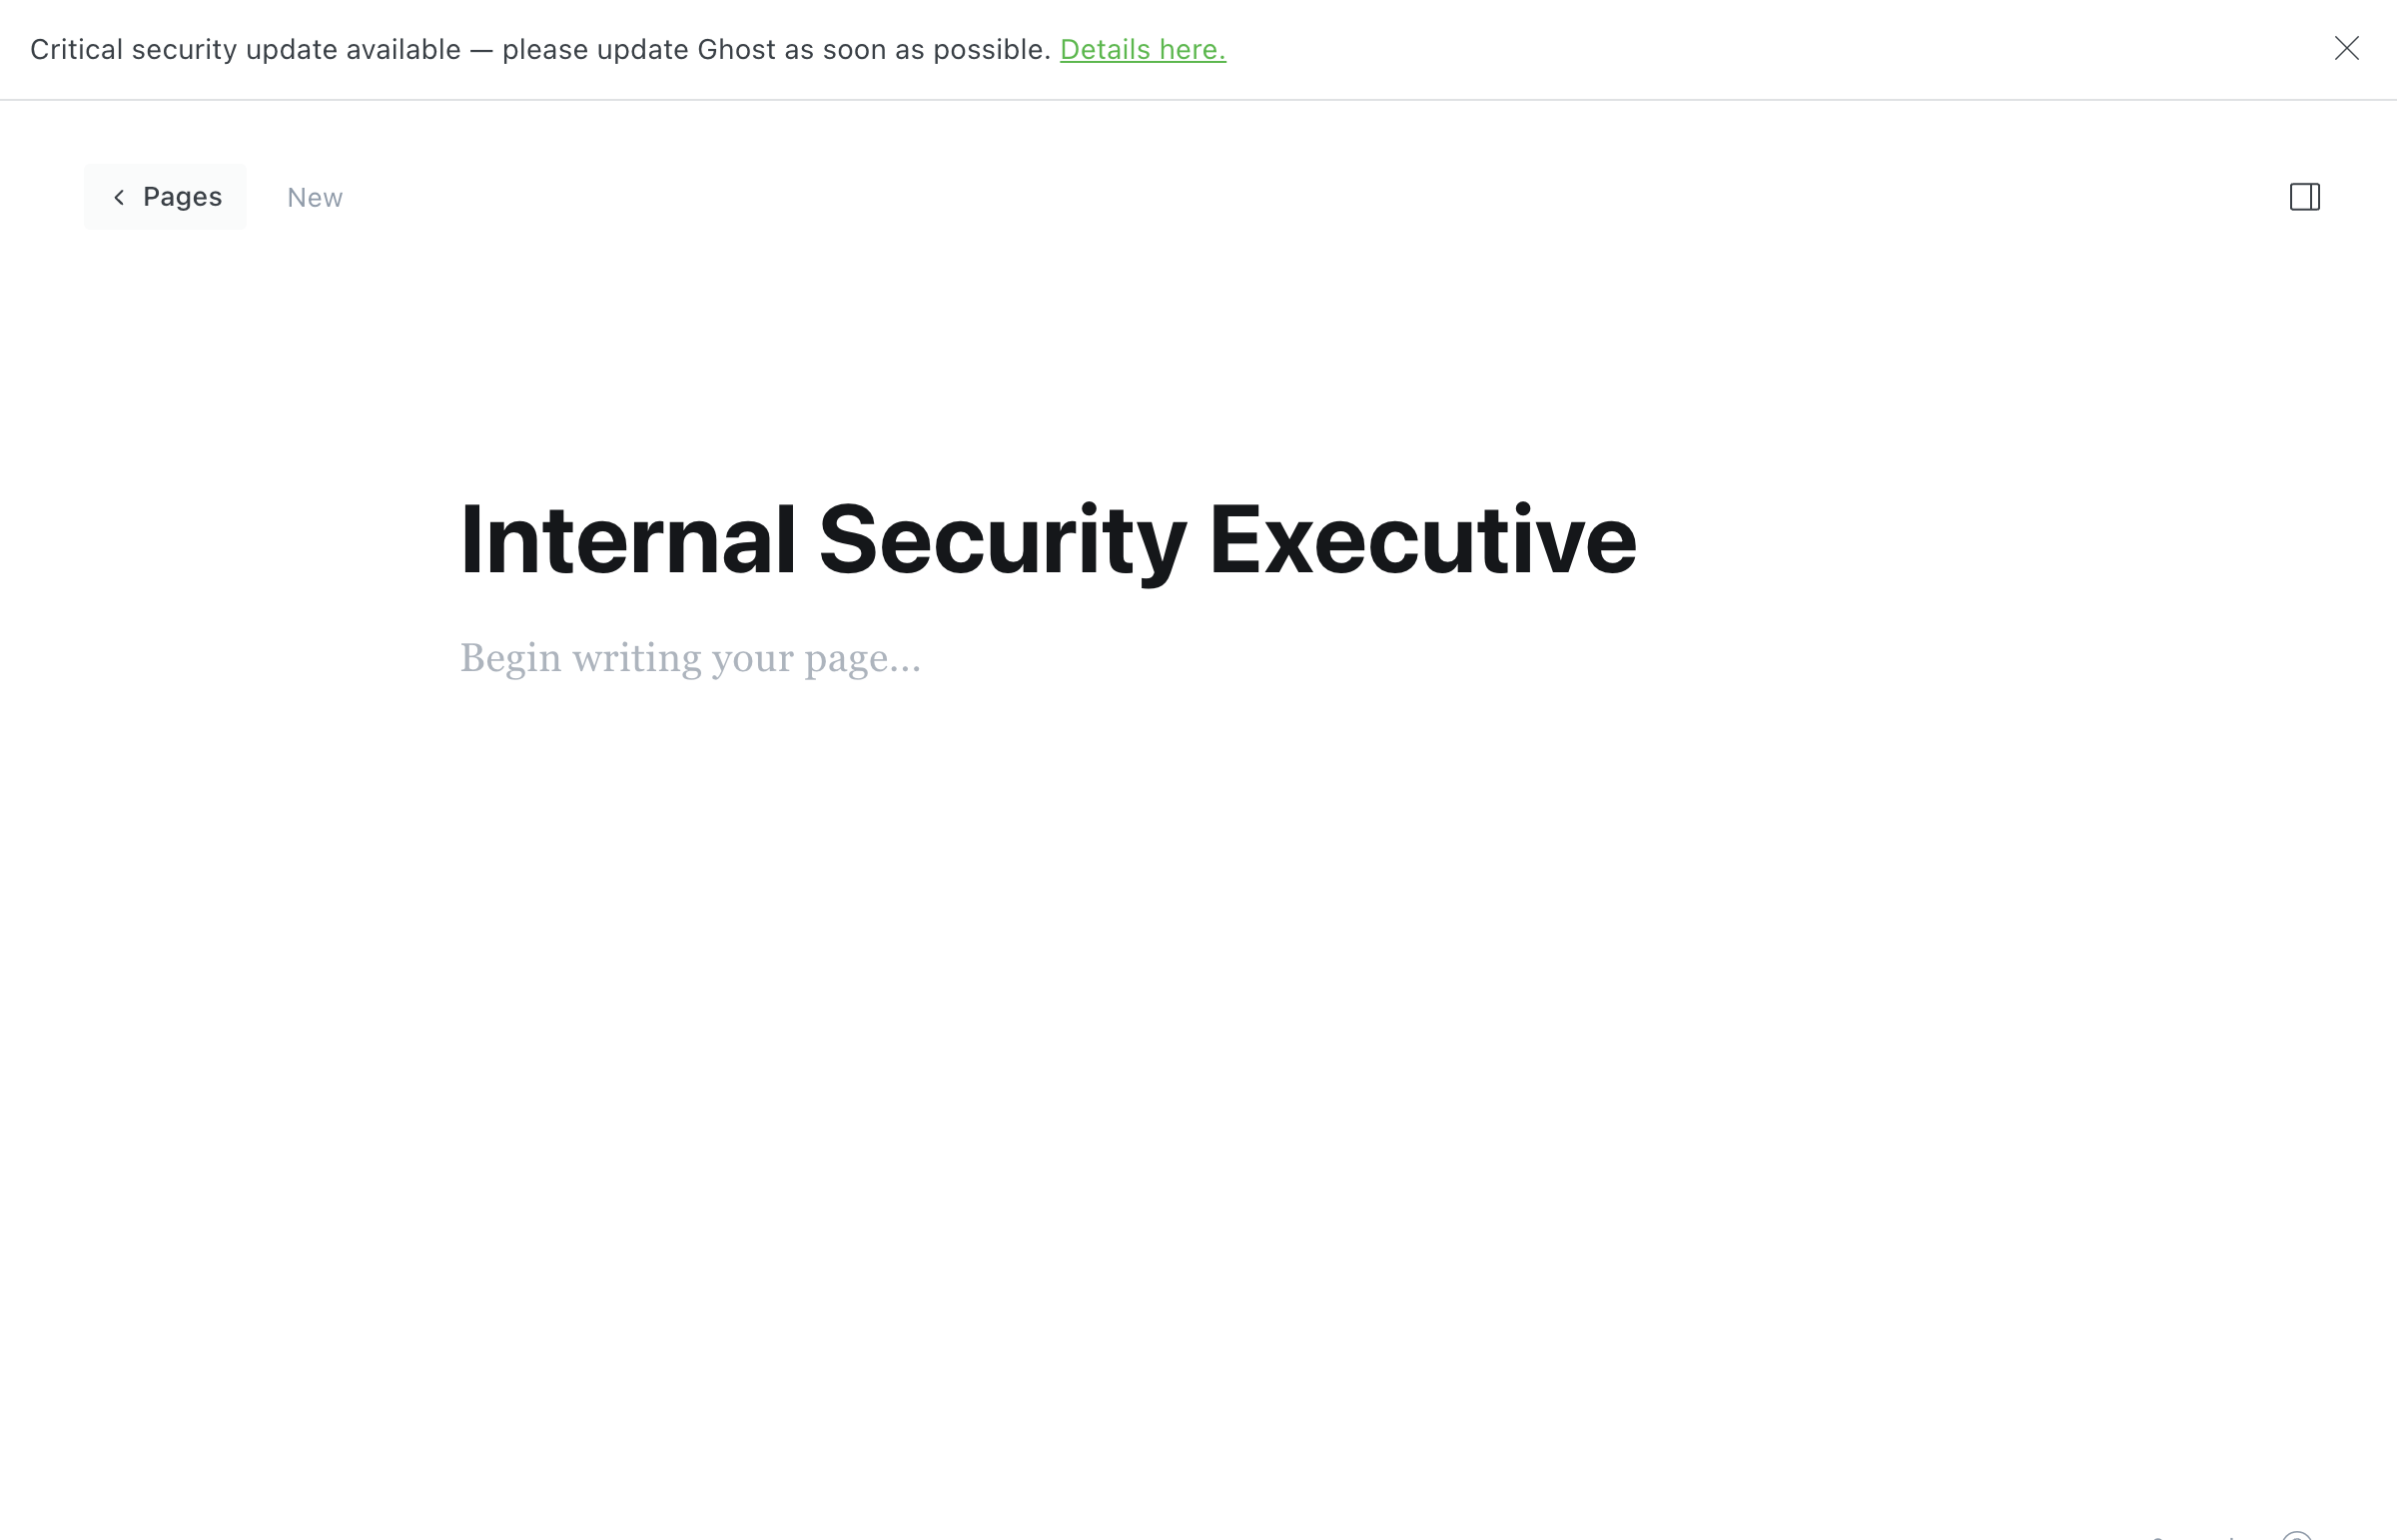 Critical security update available — please update Ghost as soon as possible. Details here.
Pages
New
Internal Security Executive
Begin writing your page...